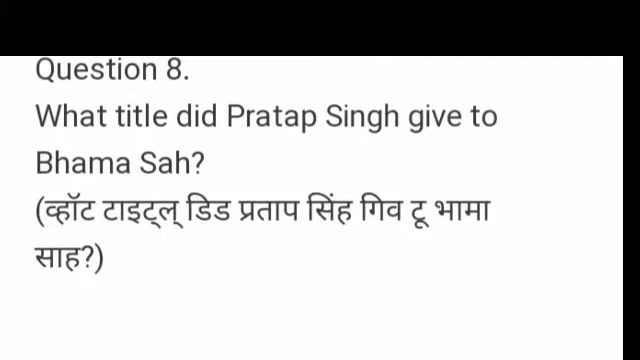 Question 8.
What title did Pratap Singh give to
Bhama Sah?
(व्हॉट टाइट्ल् डिड प्रताप सिंह गिव टू भामा
साह?)